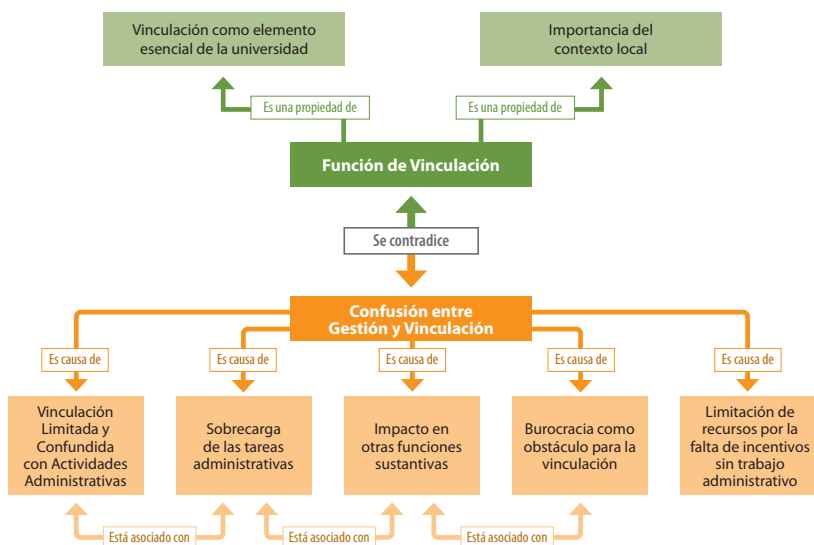 Vinculación como elemento
esencial de la universidad
Importancia del
contexto local
Es una propiedad de
Es una propiedad de
Función de Vinculación
Se contradice
Confusión entre
Gestión y Vinculación
Es causa de
Es causa de
Es causa de
Es causa de
Es causa de
Vinculación
Limitada y
Confundida
con Actividades
Administrativas
Sobrecarga
de las tareas
administrativas
Impacto en
otras funciones
sustantivas
Burocracia como
obstáculo para la
vinculación
Limitación de
recursos por la
falta de incentivos
sin trabajo
administrativo
Está asociado con
Está asociado con
Está asociado con